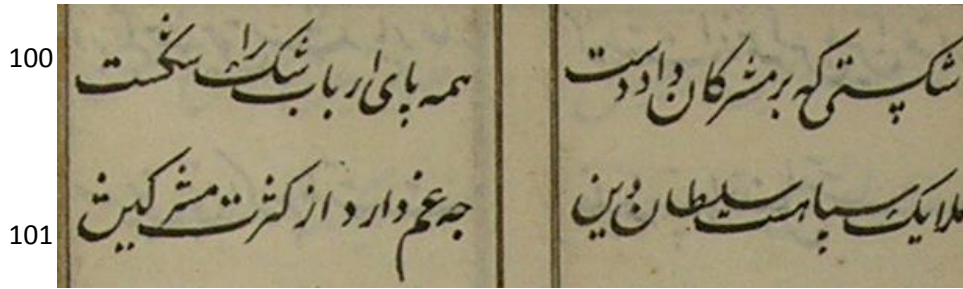 شکستی که بر مشرکان داد دست همه پای ارباب شک را شکست 100
ملایک سپاهست سلطان دین جه غم دارد از کثرت مشرکین 101